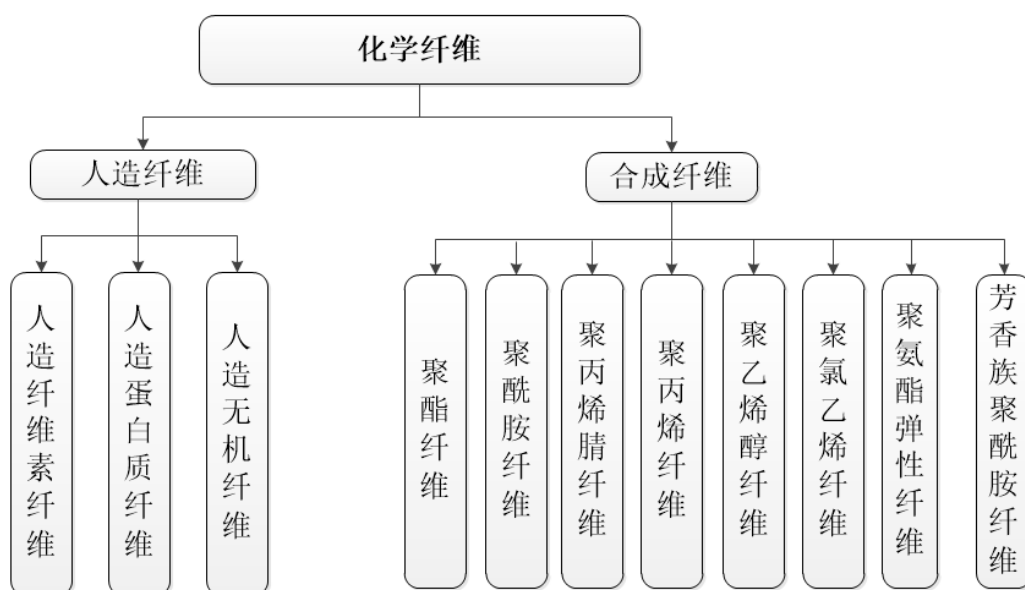 化学纤维
人造纤维
合成纤维
人造纤维素纤维
人造蛋白质纤维
人造无机纤维
聚酯纤维
聚酰胺纤维
聚丙烯腈纤维
聚丙烯纤维
聚乙烯醇纤维
聚氯乙烯纤维
聚氨酯弹性纤维
芳香族聚酰胺纤维